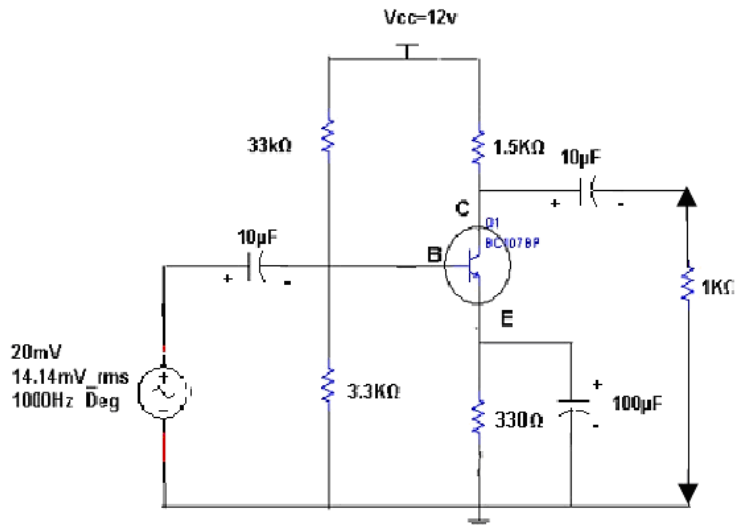 Vcc=12v
33kΩ
1.5KΩ
10μF
+ -
C
Q1
BC107BP
10μF
B
+ -
E
1KΩ
20mV
14.14mV_rms
1000Hz Deg
+
3.3KΩ
330Ω
+
100μF
-